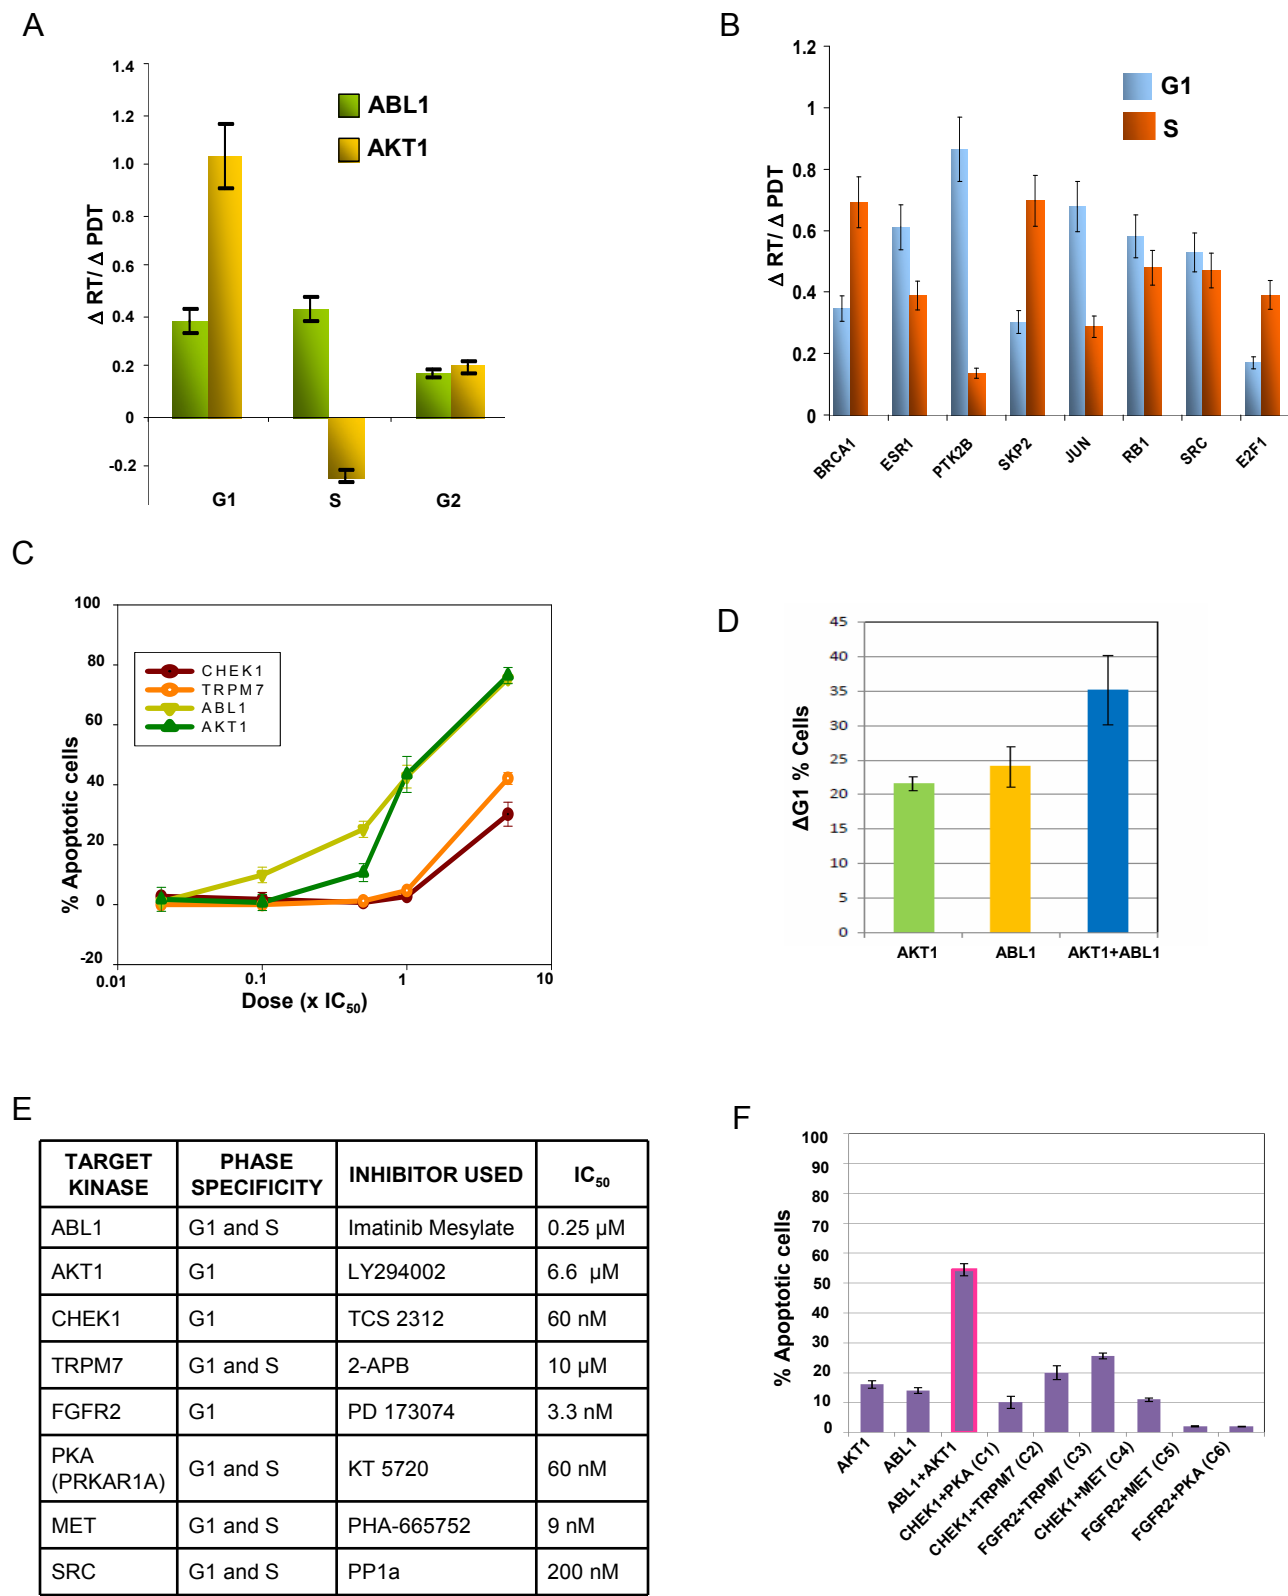 A
1.4
1.2
1.0
0.8
0.6
0.4
0.2
0
-0.2
Δ RT/ Δ PDT
ABL1
AKT1
G1 S G2
B
1.2
1
0.8
0.6
0.4
0.2
0
Δ RT/ Δ PDT
G1
S
BRCA1 ESR1 PTK2B SKP2 JUN RB1 SRC E2F1
C
100
80
60
40
20
0
-20
% Apoptotic cells
CHEK1
TRPM7
ABL1
AKT1
0.01 0.1 1 10
Dose (x IC50)
D
45
40
35
30
25
20
15
10
5
0
ΔG1 % Cells
AKT1 ABL1 AKT1+ABL1
E
TARGET KINASE PHASE SPECIFICITY INHIBITOR USED IC50
ABL1 G1 and S Imatinib Mesylate 0.25 µM
AKT1 G1 LY294002 6.6 µM
CHEK1 G1 TCS 2312 60 nM
TRPM7 G1 and S 2-APB 10 µM
FGFR2 G1 PD 173074 3.3 nM
PKA (PRKAR1A) G1 and S KT 5720 60 nM
MET G1 and S PHA-665752 9 nM
SRC G1 and S PP1a 200 nM
F
100
90
80
70
60
50
40
30
20
10
0
% Apoptotic cells
AKT1
ABL1
ABL1+AKT1
CHEK1+PKA (C1)
CHEK1+TRPM7 (C2)
FGFR2+TRPM7 (C3)
CHEK1+MET (C4)
FGFR2+MET (C5)
FGFR2+PKA (C6)